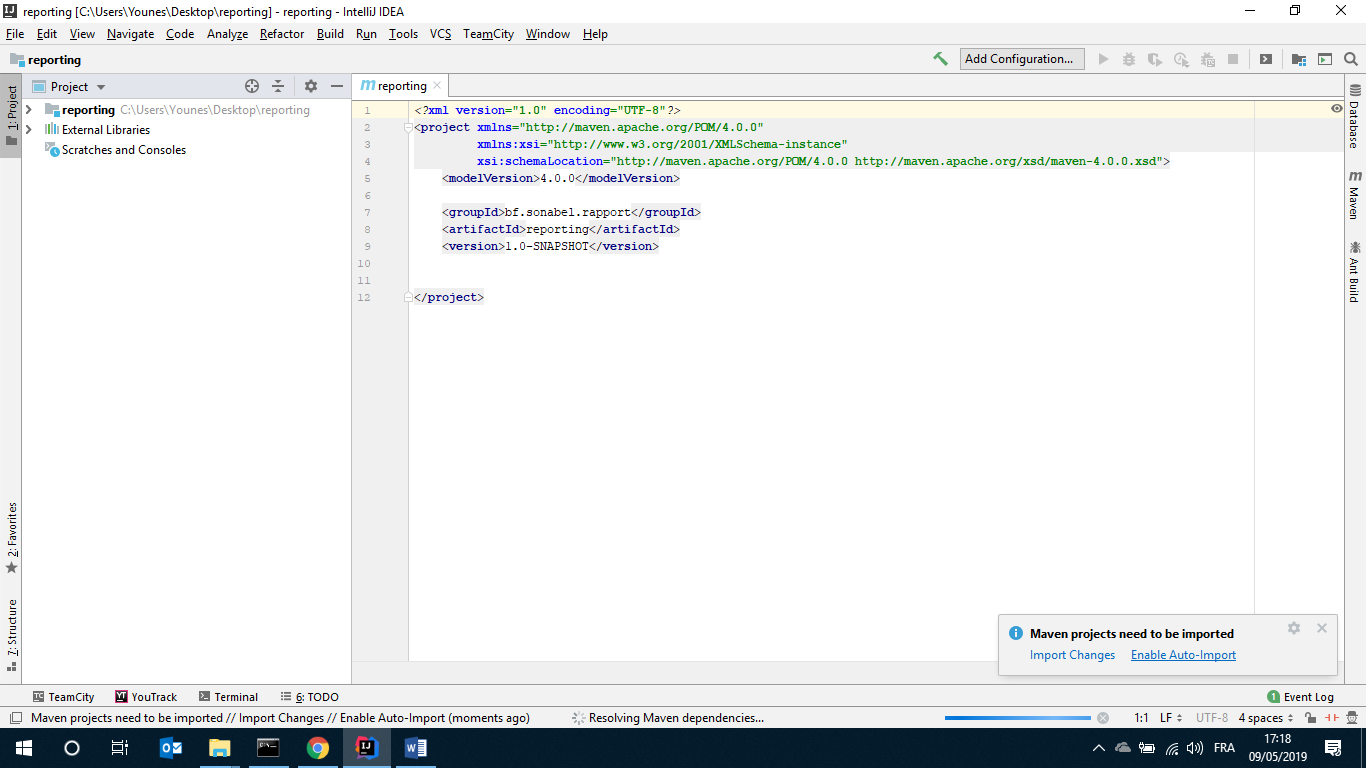 reporting [C:\Users\Younes\Desktop\reporting] - reporting - IntelliJ IDEA
File Edit View Navigate Code Analyze Refactor Build Run Tools VCS TeamCity Window Help
reporting
Add Configuration...
1: Project
Project
reporting C:\Users\Younes\Desktop\reporting
External Libraries
Scratches and Consoles
2: Favorites
7: Structure
reporting
1 <?xml version="1.0" encoding="UTF-8"?>
2 <project xmlns="http://maven.apache.org/POM/4.0.0"
3 xmlns:xsi="http://www.w3.org/2001/XMLSchema-instance"
4 xsi:schemaLocation="http://maven.apache.org/POM/4.0.0 http://maven.apache.org/xsd/maven-4.0.0.xsd">
5 <modelVersion>4.0.0</modelVersion>
6
7 <groupId>bf.sonabel.rapport</groupId>
8 <artifactId>reporting</artifactId>
9 <version>1.0-SNAPSHOT</version>
10
11
12 </project>
Database
Maven
Ant Build
Maven projects need to be imported
Import Changes Enable Auto-Import
TeamCity YouTrack Terminal 6: TODO 1 Event Log
Maven projects need to be imported // Import Changes // Enable Auto-Import (moments ago) Resolving Maven dependencies... 1:1 LF UTF-8 4 spaces
FRA
17:18
09/05/2019